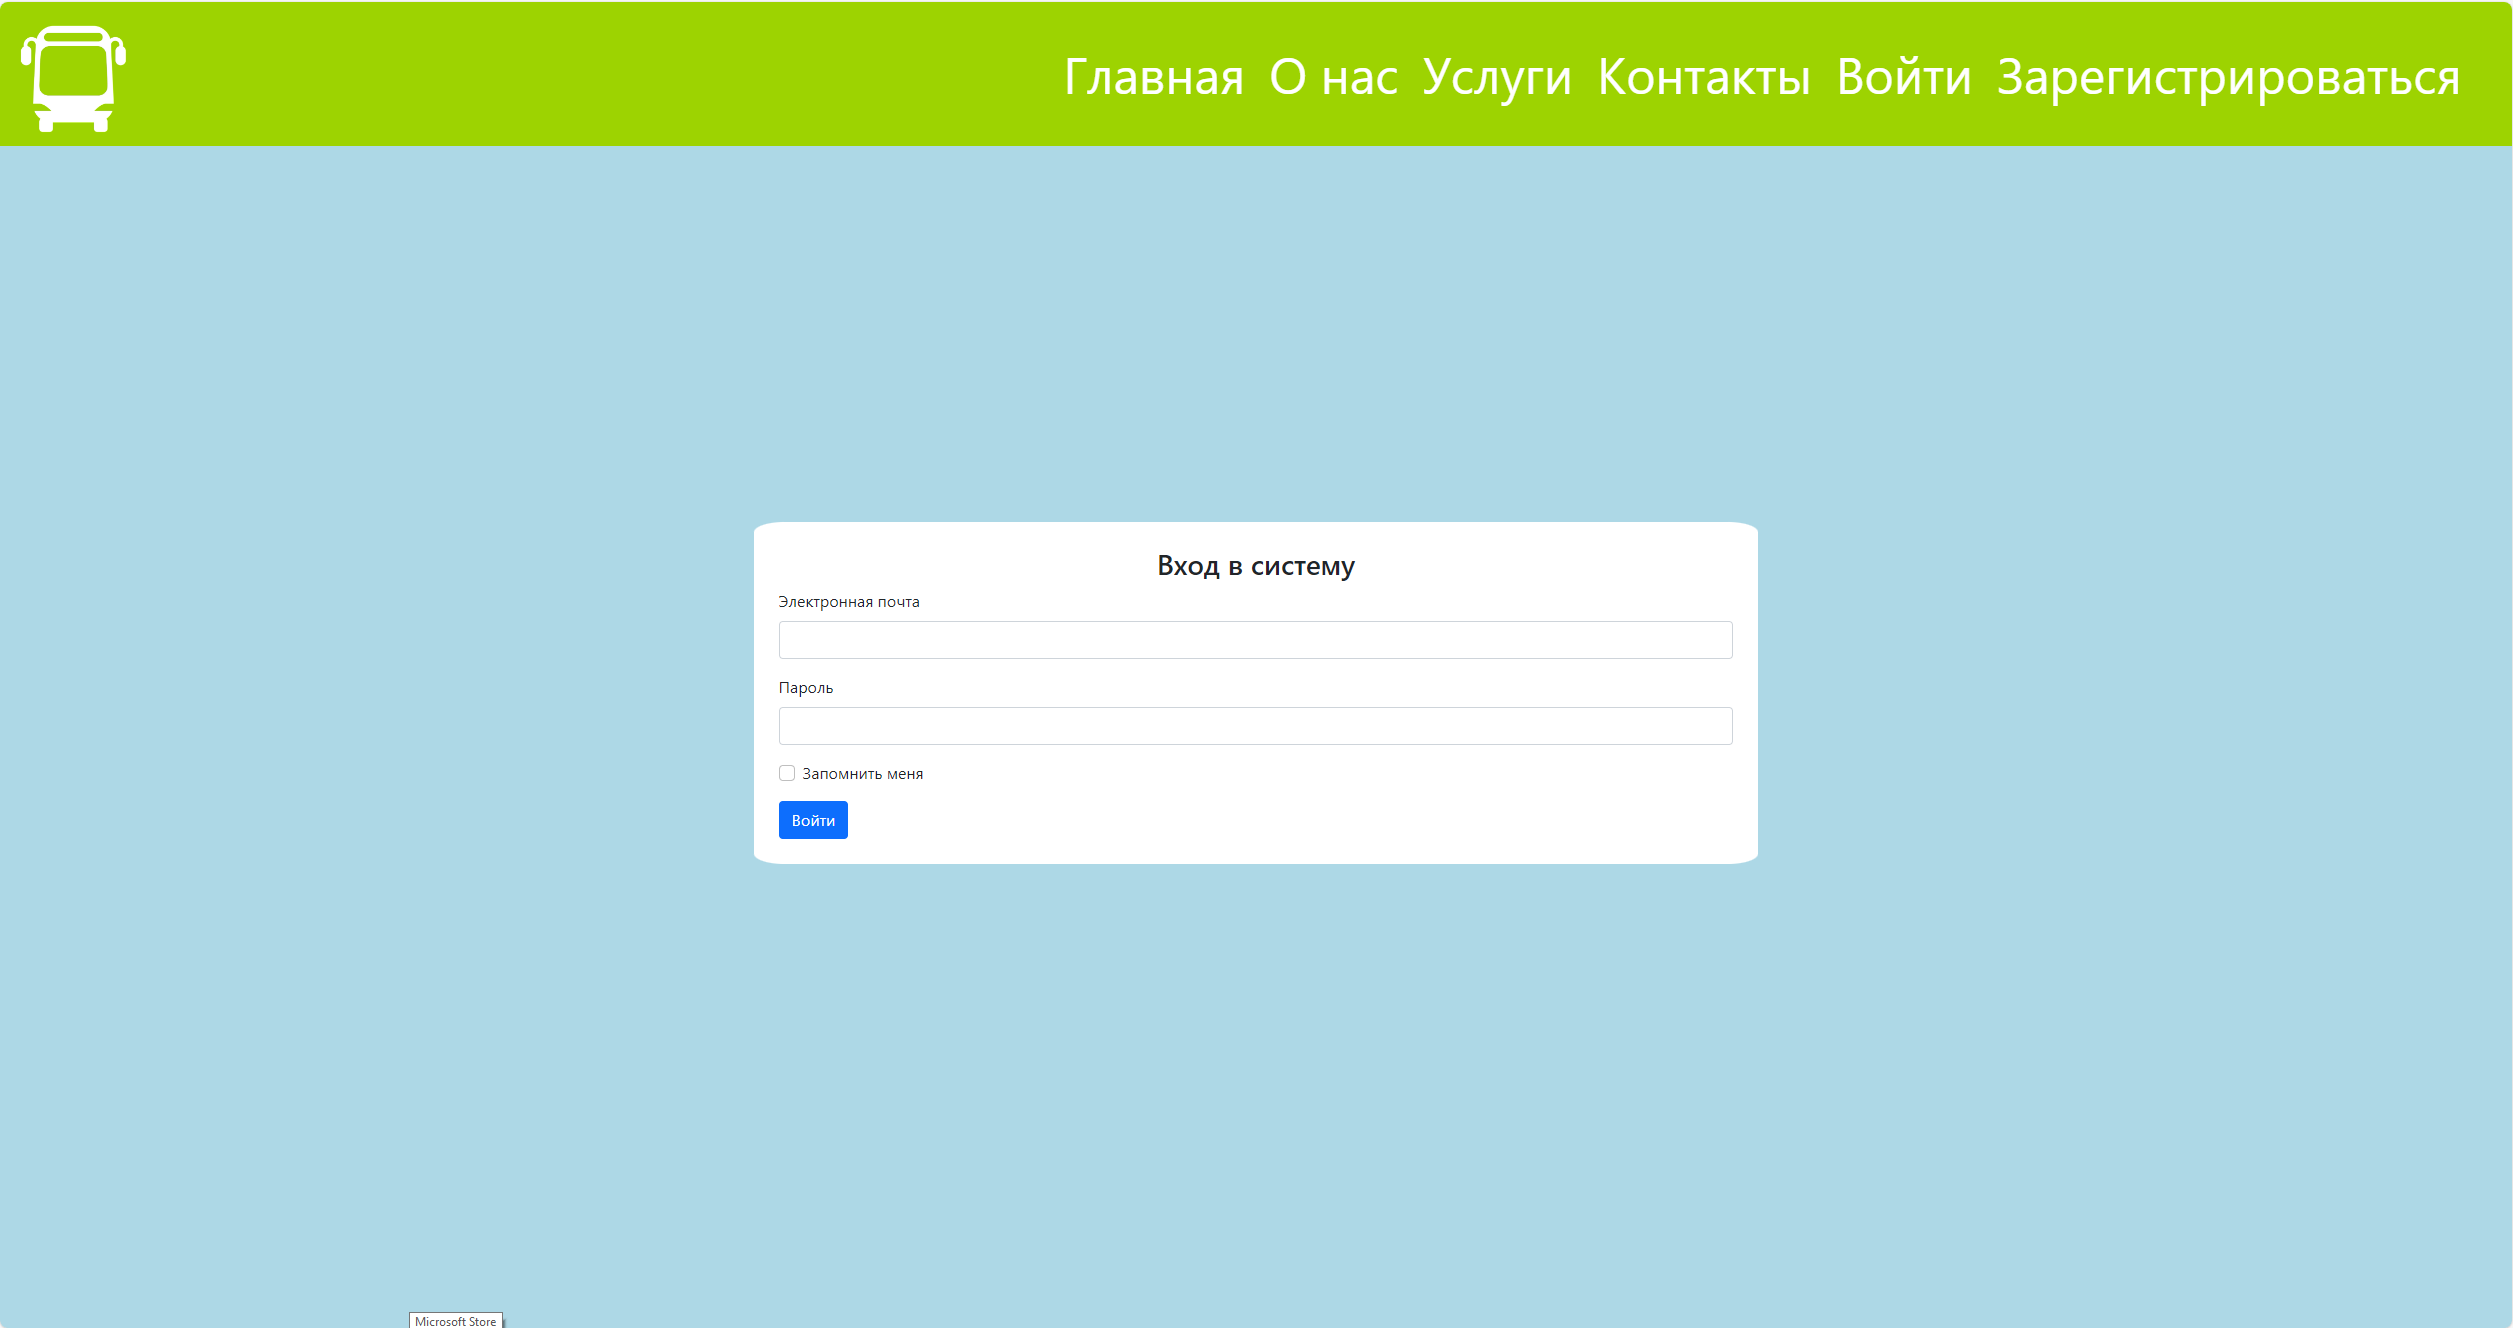 Главная О нас Услуги Контакты Войти Зарегистрироваться
Вход в систему
Электронная почта
Пароль
Запомнить меня
Войти
Microsoft Store